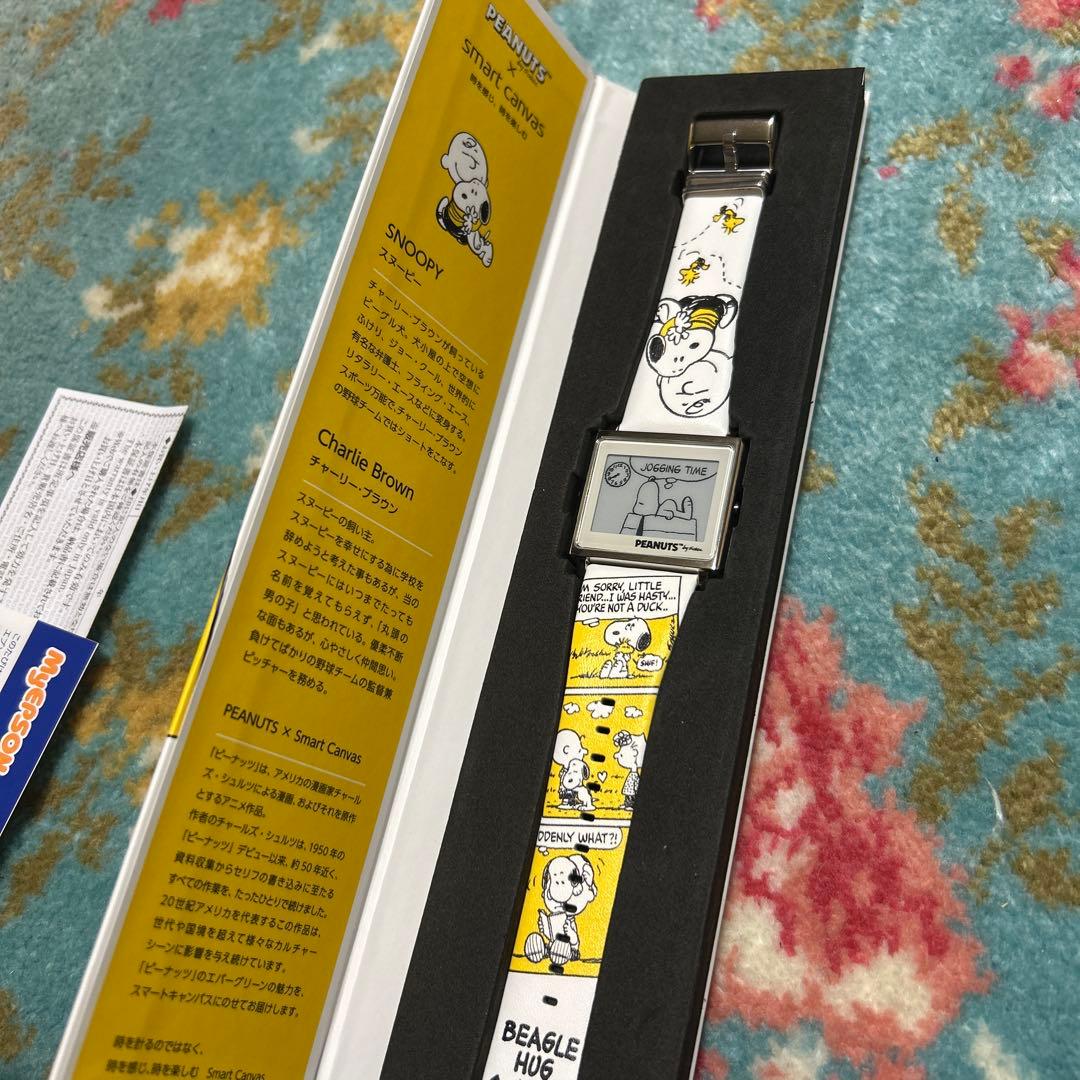 PEANUTS
×
smart canvas
時を感じ、時を楽しむ
SNOOPY
スヌーピー
チャーリー・ブラウンが飼っている
ビーグル犬。犬小屋の上で空想に
ふけり、ジョー・クール、世界的に
有名な弁護士、フライング・エース、
リタラリー・エースなどに変身する。
スポーツ万能で、チャーリー・ブラウン
の野球チームではショートをこなす。
Charlie Brown
チャーリー・ブラウン
スヌーピーの飼い主。
スヌーピーを幸せにする為に学校を
辞めようと考えた事もあるが、当の
スヌーピーにはいつまでたっても
名前を覚えてもらえず、「丸頭の
男の子」と思われている。優柔不断
な面もあるが、心やさしく仲間思い。
負けてばかりの野球チームの監督兼
ピッチャーを務める。
PEANUTS × Smart Canvas
「ピーナッツ」は、アメリカの漫画家チャール
ズ・シュルツによる漫画、およびそれを原作
とするアニメ作品。
作者のチャールズ・シュルツは、1950年の
「ピーナッツ」デビュー以来、約50年近く、
資料収集からセリフの書き込みに至る
すべての作業を、たったひとりで続けました。
20世紀アメリカを代表するこの作品は、
世代や国境を超えて様々なカルチャー
シーンに影響を与え続けています。
「ピーナッツ」のエバーグリーンの魅力を、
スマートキャンバスにのせてお届けします。
時を計るのではなく、
時を感じ、時を楽しむ Smart Canvas
JOGGING TIME
PEANUTS™
'M SORRY, LITTLE
RIEND...I WAS HASTY...
YOU'RE NOT A DUCK..
SNIF!
DDENLY WHAT?!
BEAGLE
HUG
MyEPSON